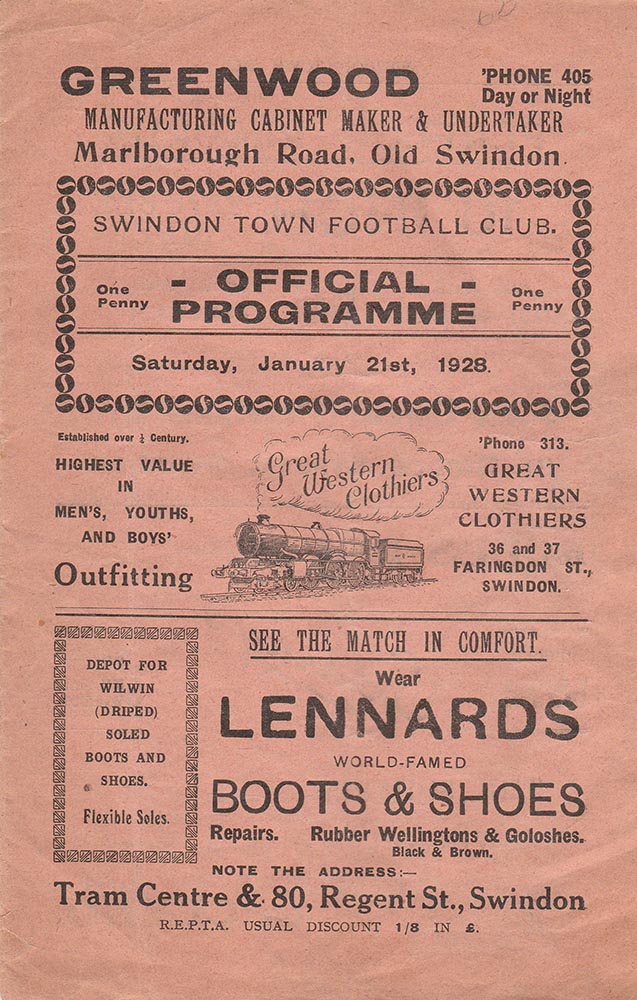 GREENWOOD
'PHONE 405
Day or Night
MANUFACTURING CABINET MAKER & UNDERTAKER
Marlborough Road, Old Swindon.
SWINDON TOWN FOOTBALL CLUB.
One Penny
- OFFICIAL -
PROGRAMME
One Penny
Saturday, January 21st, 1928.
Established over ¼ Century.
HIGHEST VALUE
IN
MEN'S, YOUTHS,
AND BOYS'
Outfitting
Great
Western
Clothiers
'Phone 313.
GREAT
WESTERN
CLOTHIERS
36 and 37
FARINGDON ST.,
SWINDON.
DEPOT FOR
WILWIN
(DRIPED)
SOLED
BOOTS AND
SHOES.
Flexible Soles.
SEE THE MATCH IN COMFORT.
Wear
LENNARDS
WORLD-FAMED
BOOTS & SHOES
Repairs. Rubber Wellingtons & Goloshes.
Black & Brown.
NOTE THE ADDRESS:—
Tram Centre & 80, Regent St., Swindon
R.E.P.T.A. USUAL DISCOUNT 1/8 IN £.